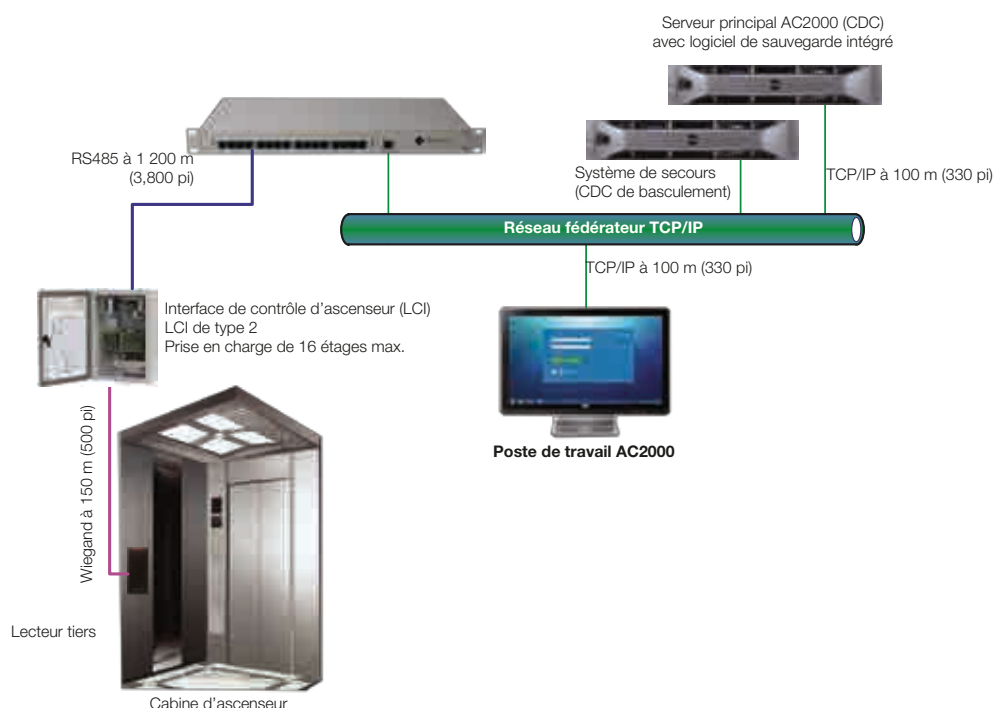 Serveur principal AC2000 (CDC)
avec logiciel de sauvegarde intégré
RS485 à 1 200 m
(3,800 pi)
Système de secours
(CDC de basculement)
TCP/IP à 100 m (330 pi)
Réseau fédérateur TCP/IP
TCP/IP à 100 m (330 pi)
Interface de contrôle d'ascenseur (LCI)
LCI de type 2
Prise en charge de 16 étages max.
Poste de travail AC2000
Wiegand à 150 m (500 pi)
Lecteur tiers
Cabine d'ascenseur